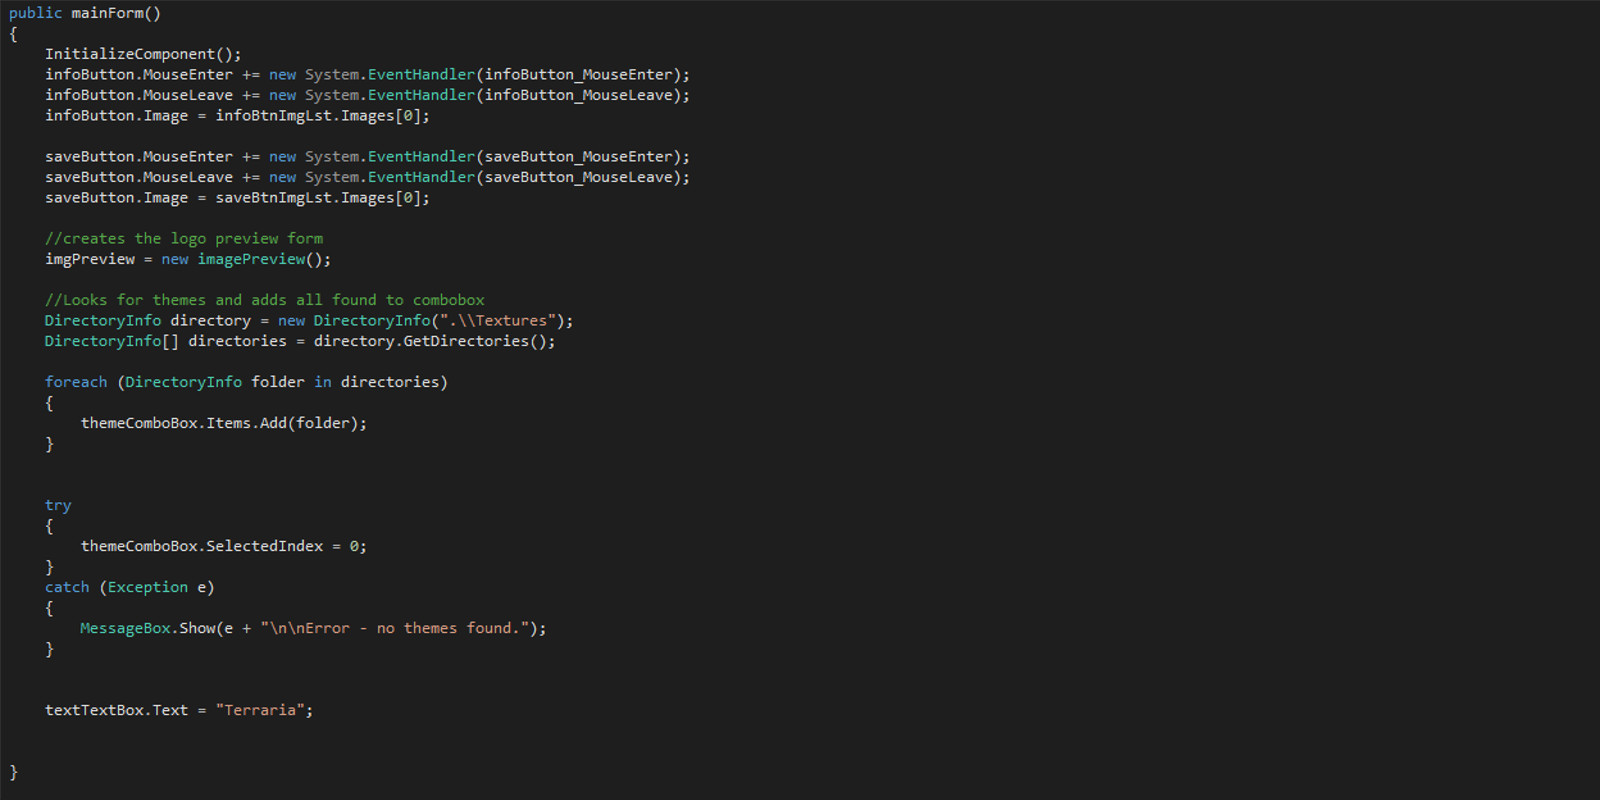 public mainForm()
{
    InitializeComponent();
    infoButton.MouseEnter += new System.EventHandler(infoButton_MouseEnter);
    infoButton.MouseLeave += new System.EventHandler(infoButton_MouseLeave);
    infoButton.Image = infoBtnImgLst.Images[0];

    saveButton.MouseEnter += new System.EventHandler(saveButton_MouseEnter);
    saveButton.MouseLeave += new System.EventHandler(saveButton_MouseLeave);
    saveButton.Image = saveBtnImgLst.Images[0];

    //creates the logo preview form
    imgPreview = new imagePreview();

    //Looks for themes and adds all found to combobox
    DirectoryInfo directory = new DirectoryInfo(".\\Textures");
    DirectoryInfo[] directories = directory.GetDirectories();

    foreach (DirectoryInfo folder in directories)
    {
        themeComboBox.Items.Add(folder);
    }

    try
    {
        themeComboBox.SelectedIndex = 0;
    }
    catch (Exception e)
    {
        MessageBox.Show(e + "\n\nError - no themes found.");
    }

    textTextBox.Text = "Terraria";

}